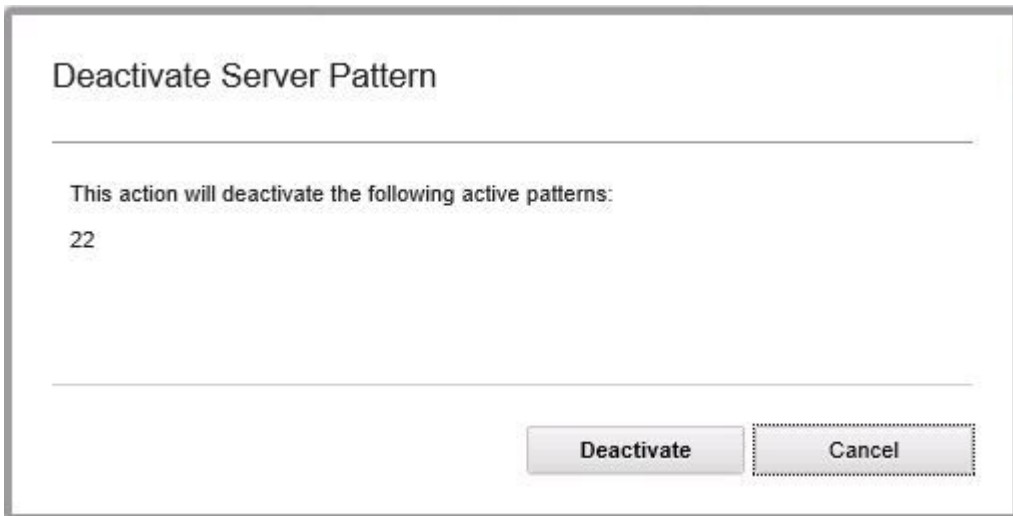 Deactivate Server Pattern
This action will deactivate the following active patterns:
22
Deactivate
Cancel